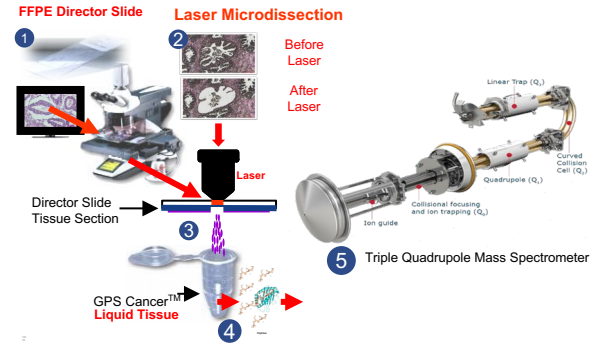 FFPE Director Slide
Laser Microdissection
1
2
Before
Laser
After
Laser
Laser
Director Slide
Tissue Section
3
GPS Cancer™
Liquid Tissue
4
Linear Trap (Q₃)
Curved
Collision
Cell (Q₂)
Quadrupole (Q₁)
Collisional focusing
and ion trapping (Q₀)
Ion guide
5
Triple Quadrupole Mass Spectrometer